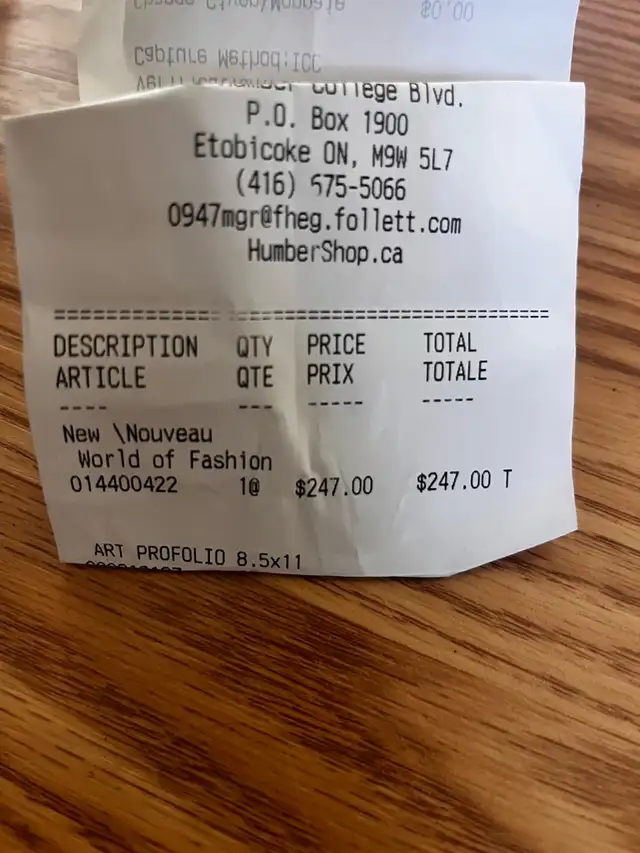 $0.00
Capture Method:ICC
College Blvd.
P.O. Box 1900
Etobicoke ON, M9W 5L7
(416) 675-5066
0947mgr@fheg.follett.com
HumberShop.ca
=======================================
DESCRIPTION QTY PRICE TOTAL
ARTICLE QTE PRIX TOTALE
---- --- ----- -----
New \Nouveau
World of Fashion
014400422 1@ $247.00 $247.00 T
ART PROFOLIO 8.5x11